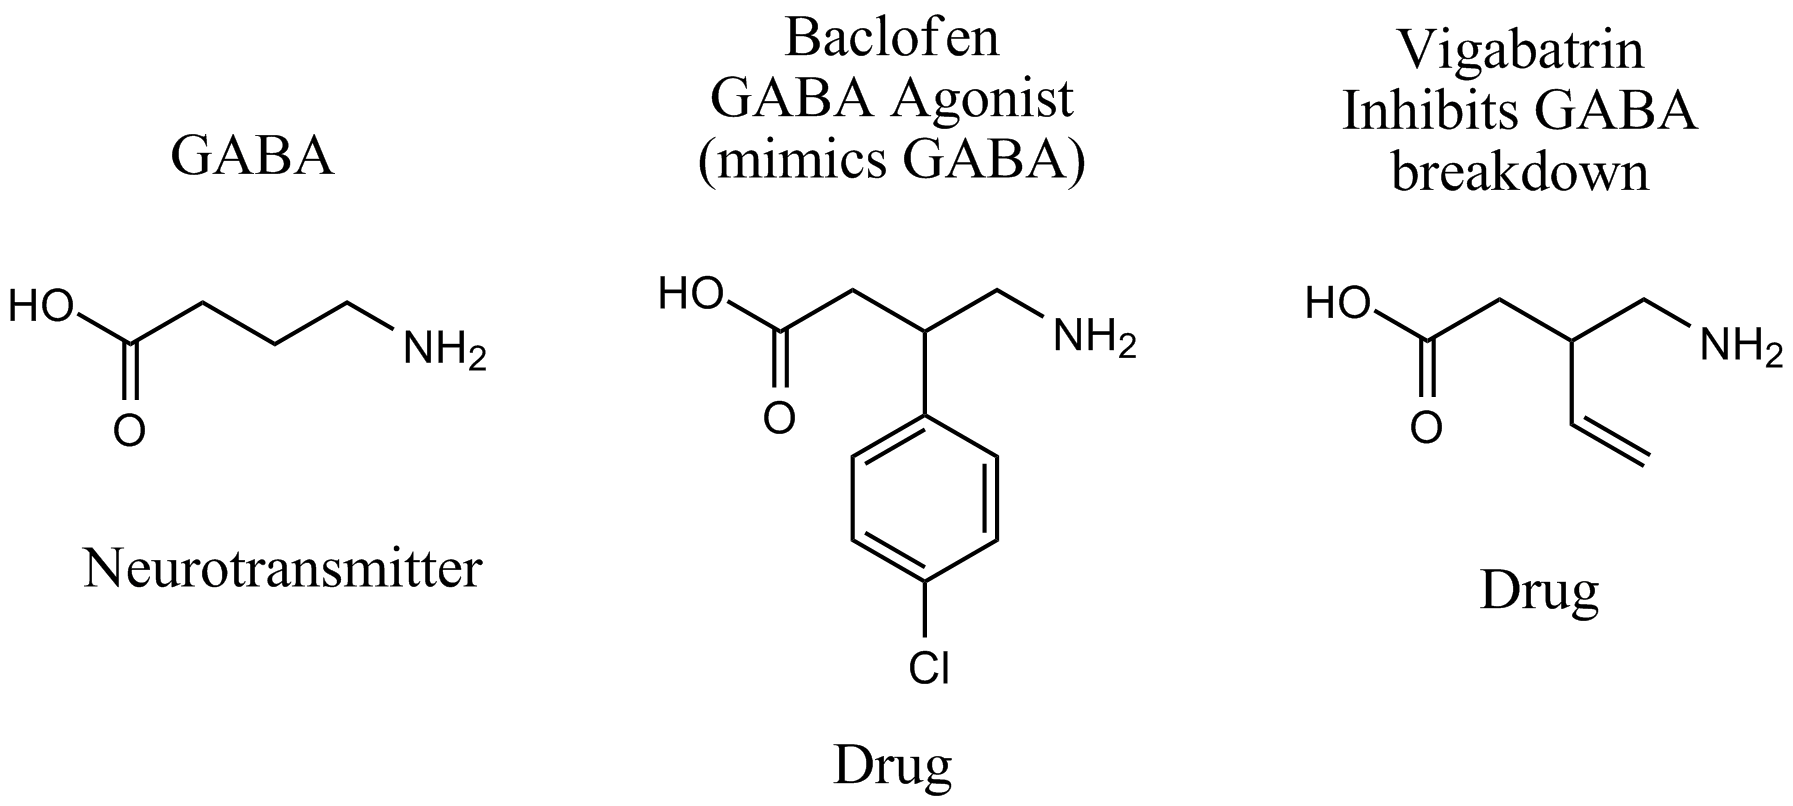 GABA
HO
O
NH2
Neurotransmitter
Baclofen
GABA Agonist
(mimics GABA)
HO
O
NH2
Cl
Drug
Vigabatrin
Inhibits GABA
breakdown
HO
O
NH2
Drug